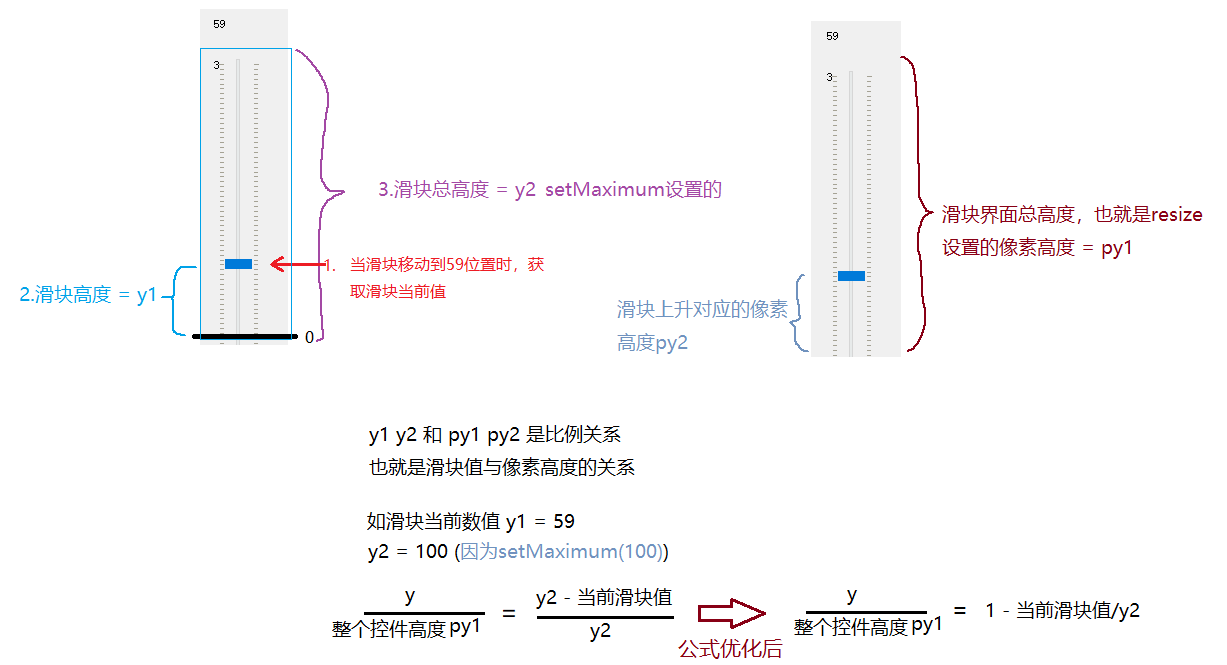 59
3
3.滑块总高度 = y2 setMaximum设置的
1. 当滑块移动到59位置时，获
取滑块当前值
2.滑块高度 = y1
0
59
3
滑块界面总高度，也就是resize
设置的像素高度 = py1
滑块上升对应的像素
高度py2
y1 y2 和 py1 py2 是比例关系
也就是滑块值与像素高度的关系
如滑块当前数值 y1 = 59
y2 = 100 (因为setMaximum(100))
y
整个控件高度 py1
=
y2 - 当前滑块值
y2
公式优化后
y
整个控件高度 py1
= 1 - 当前滑块值/y2